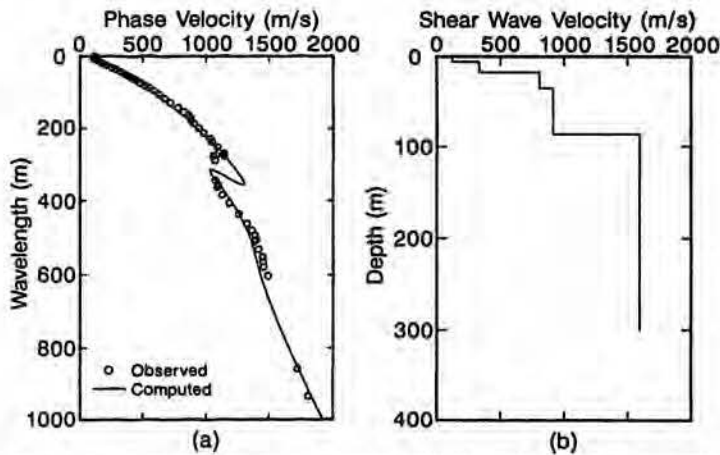 Phase Velocity (m/s)
0 500 1000 1500 2000
0
200
400
600
800
1000
Wavelength (m)
Observed
Computed
(a)
Shear Wave Velocity (m/s)
0 500 1000 1500 2000
0
100
200
300
400
Depth (m)
(b)